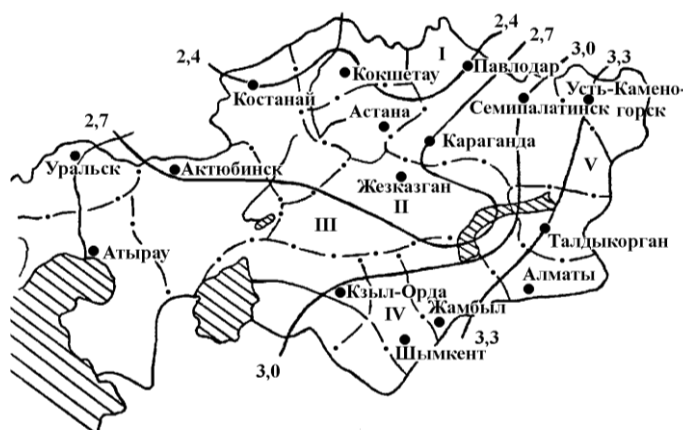 2,4
I
2,4
2,7
3,0
3,3
Кокшетау
Павлодар
Костанай
Семипалатинск
Усть-Камено-
горск
Астана
2,7
Караганда
Уральск
Актюбинск
V
Жезказган
II
III
Талдыкорган
Атырау
Алматы
Кзыл-Орда
IV
Жамбыл
Шымкент
3,3
3,0